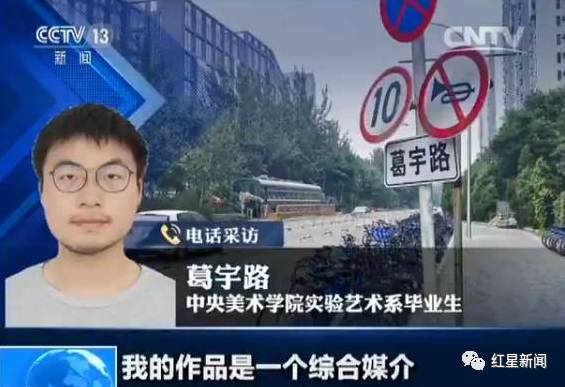 CCTV 13
新闻
CNTV
10
葛宇路
电话采访
葛宇路
中央美术学院实验艺术系毕业生
我的作品是一个综合媒介
红星新闻